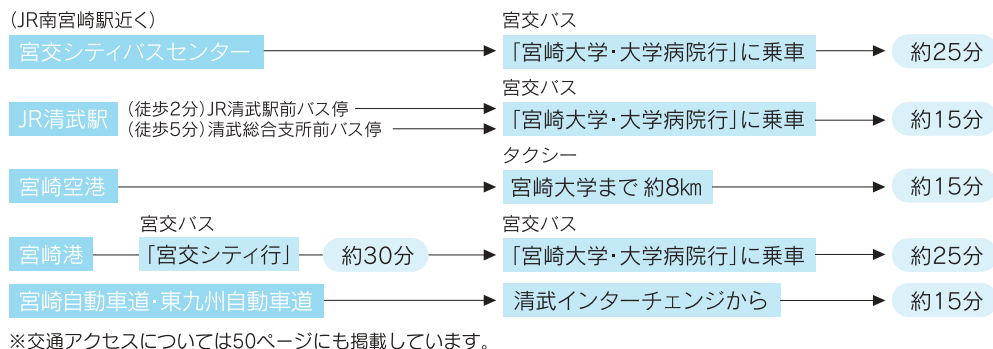 (JR南宮崎駅近く)
宮交シティバスセンター
宮交バス
「宮崎大学・大学病院行」に乗車
約25分
JR清武駅
(徒歩2分)JR清武駅前バス停
(徒歩5分)清武総合支所前バス停
宮交バス
「宮崎大学・大学病院行」に乗車
約15分
宮崎空港
タクシー
宮崎大学まで 約8㎞
約15分
宮崎港
宮交バス
「宮交シティ行」
約30分
宮交バス
「宮崎大学・大学病院行」に乗車
約25分
宮崎自動車道・東九州自動車道
清武インターチェンジから
約15分
※交通アクセスについては50ページにも掲載しています。